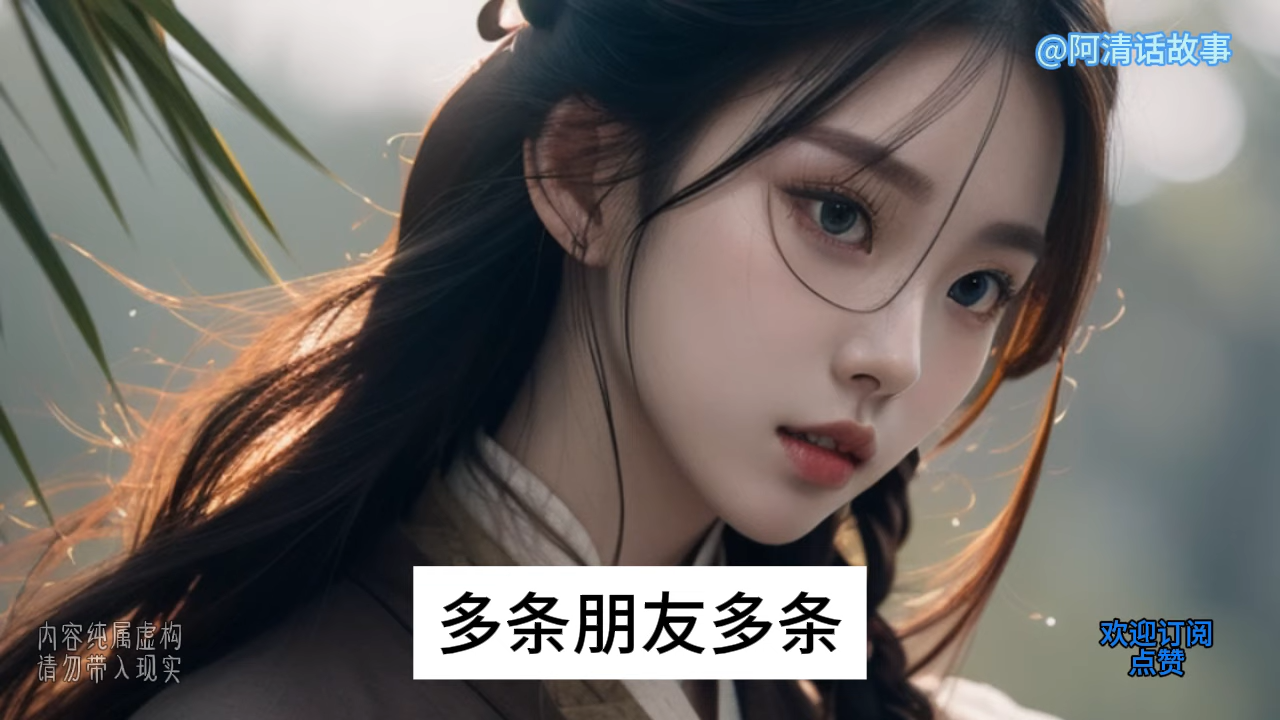 @阿清话故事
多条朋友多条
内容纯属虚构
请勿带入现实
欢迎订阅
点赞